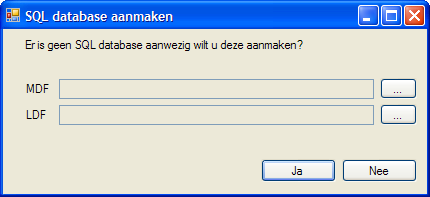 SQL database aanmaken
Er is geen SQL database aanwezig wilt u deze aanmaken?
MDF ...
LDF ...
Ja Nee